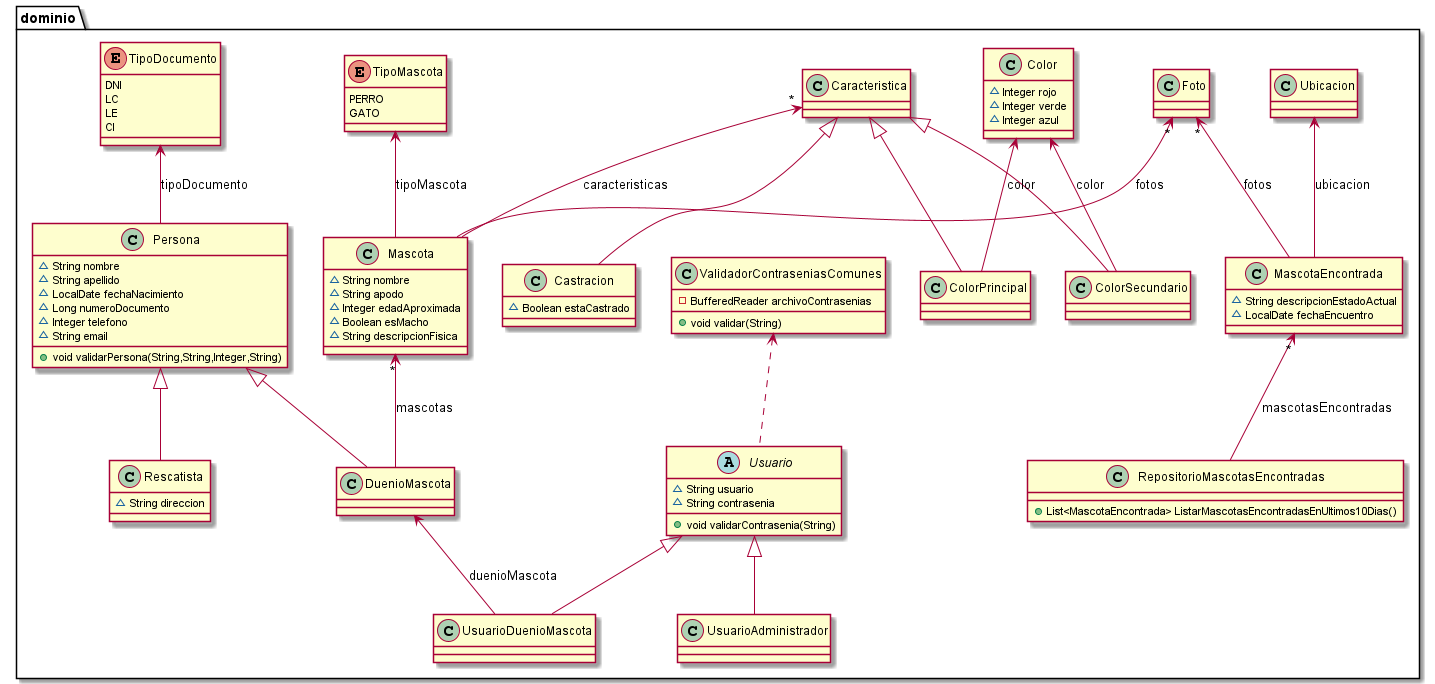 dominio
E TipoDocumento
DNI
LC
LE
CI
E TipoMascota
PERRO
GATO
C Caracteristica
C Color
Integer rojo
Integer verde
Integer azul
C Foto
C Ubicacion
*
*
*
tipoDocumento
tipoMascota
caracteristicas
color
color
fotos
fotos
ubicacion
C Persona
String nombre
String apellido
LocalDate fechaNacimiento
Long numeroDocumento
Integer telefono
String email
void validarPersona(String,String,Integer,String)
C Mascota
String nombre
String apodo
Integer edadAproximada
Boolean esMacho
String descripcionFisica
C Castracion
Boolean estaCastrado
C ValidadorContraseniasComunes
BufferedReader archivoContrasenias
void validar(String)
C ColorPrincipal
C ColorSecundario
C MascotaEncontrada
String descripcionEstadoActual
LocalDate fechaEncuentro
*
*
mascotas
mascotasEncontradas
C Rescatista
String direccion
C DuenioMascota
A Usuario
String usuario
String contrasenia
void validarContrasenia(String)
C RepositorioMascotasEncontradas
List<MascotaEncontrada> ListarMascotasEncontradasEnUltimos10Dias()
duenioMascota
C UsuarioDuenioMascota
C UsuarioAdministrador